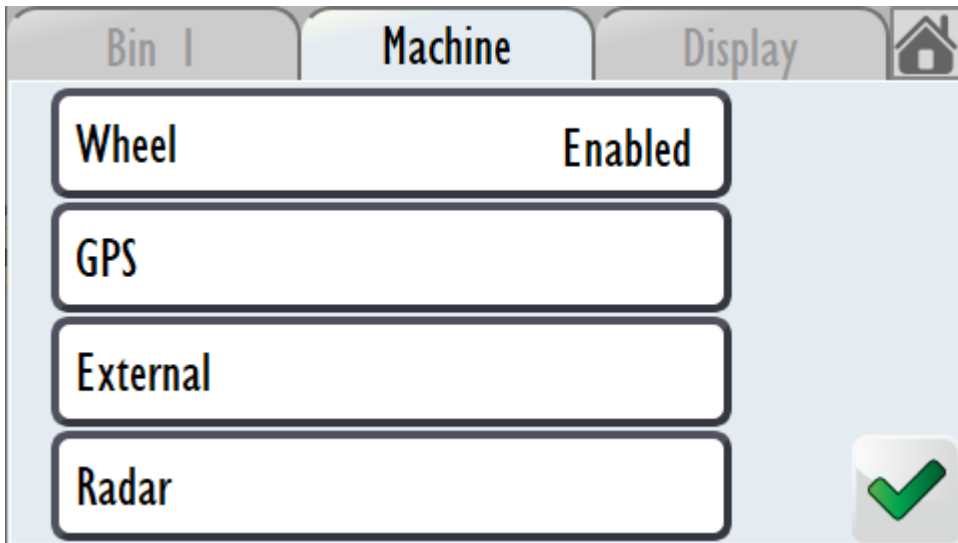 Bin 1 Machine Display
Wheel Enabled
GPS
External
Radar